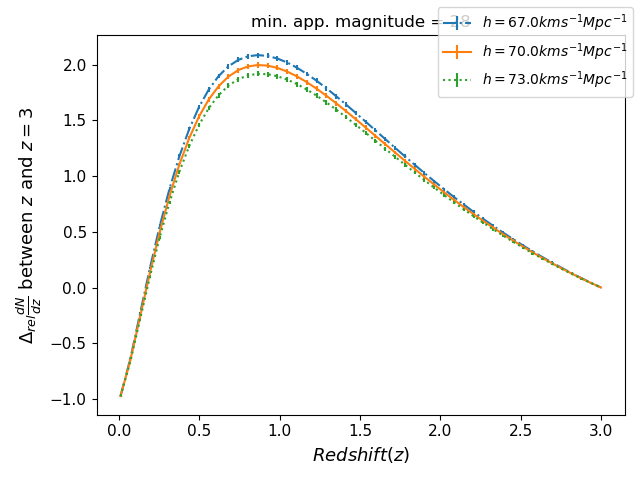 min. app. magnitude = 28
h = 67.0kms⁻¹Mpc⁻¹
h = 70.0kms⁻¹Mpc⁻¹
h = 73.0kms⁻¹Mpc⁻¹
Δ_rel dN/dz between z and z = 3
2.0
1.5
1.0
0.5
0.0
−0.5
−1.0
0.0 0.5 1.0 1.5 2.0 2.5 3.0
Redshift(z)